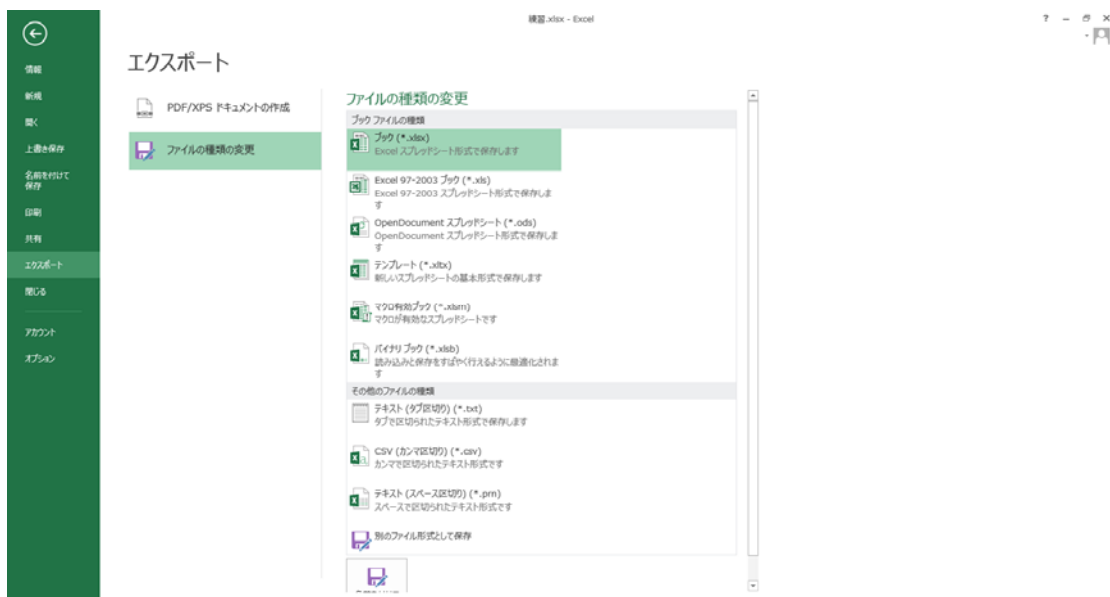 練習.xlsx - Excel
?
情報
新規
開く
上書き保存
名前を付けて
保存
印刷
共有
エクスポート
閉じる
アカウント
オプション
エクスポート
PDF/XPS ドキュメントの作成
ファイルの種類の変更
ファイルの種類の変更
ブック ファイルの種類
ブック (*.xlsx)
Excel スプレッドシート形式で保存します
Excel 97-2003 ブック (*.xls)
Excel 97-2003 スプレッドシート形式で保存しま
す
OpenDocument スプレッドシート (*.ods)
OpenDocument スプレッドシート形式で保存しま
す
テンプレート (*.xltx)
新しいスプレッドシートの基本形式で保存します
マクロ有効ブック (*.xlsm)
マクロが有効なスプレッドシートです
バイナリ ブック (*.xlsb)
読み込みと保存をすばやく行えるように最適化されま
す
その他のファイルの種類
テキスト (タブ区切り) (*.txt)
タブで区切られたテキスト形式で保存します
CSV (カンマ区切り) (*.csv)
カンマで区切られたテキスト形式です
テキスト (スペース区切り) (*.prn)
スペースで区切られたテキスト形式です
別のファイル形式として保存